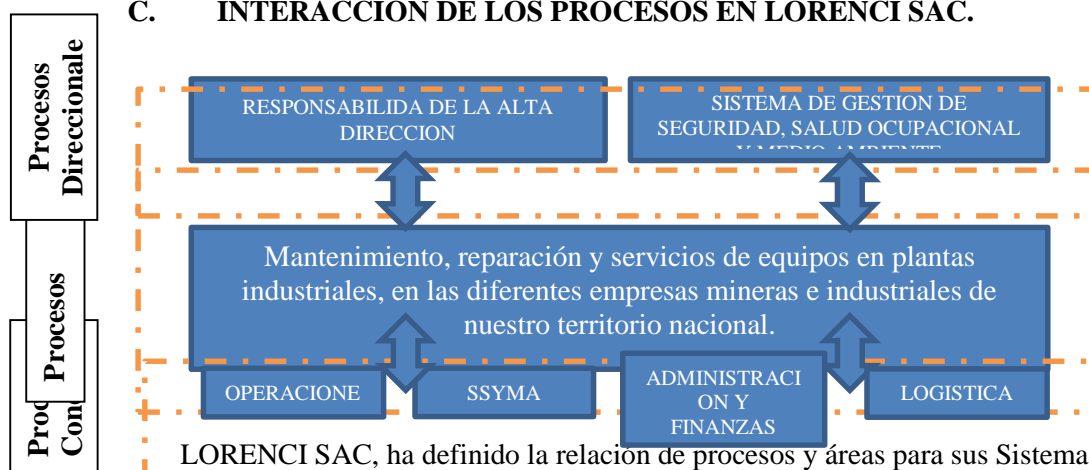 C. INTERACCION DE LOS PROCESOS EN LORENCI SAC.
Procesos
Direccionale
RESPONSABILIDA DE LA ALTA
DIRECCION
SISTEMA DE GESTION DE
SEGURIDAD, SALUD OCUPACIONAL
Y MEDIO AMBIENTE
Procesos
Mantenimiento, reparación y servicios de equipos en plantas
industriales, en las diferentes empresas mineras e industriales de
nuestro territorio nacional.
OPERACIONE
SSYMA
ADMINISTRACI
ON Y
FINANZAS
LOGISTICA
LORENCI SAC, ha definido la relación de procesos y áreas para sus Sistema